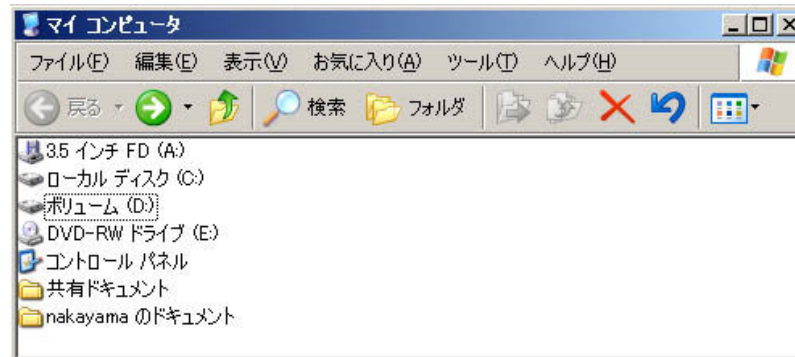 マイ コンピュータ
ファイル(F) 編集(E) 表示(V) お気に入り(A) ツール(T) ヘルプ(H)
戻る 検索 フォルダ
3.5 インチ FD (A:)
ローカル ディスク (C:)
ボリューム (D:)
DVD-RW ドライブ (E:)
コントロール パネル
共有ドキュメント
nakayama のドキュメント